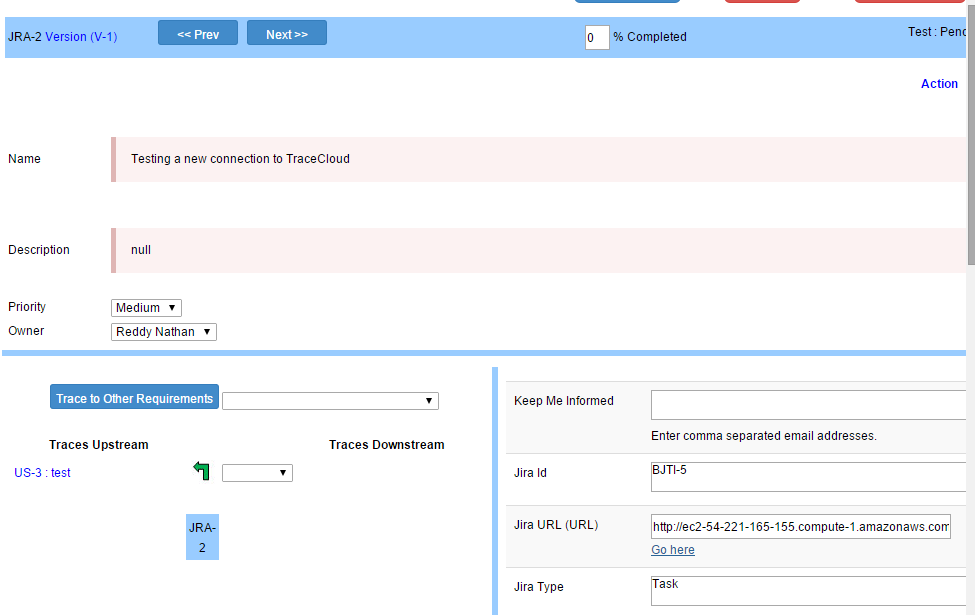 JRA-2 Version (V-1) << Prev Next >> 0 % Completed Test : Pend
Action
Name Testing a new connection to TraceCloud
Description null
Priority Medium
Owner Reddy Nathan
Trace to Other Requirements
Traces Upstream Traces Downstream
US-3 : test
JRA-
2
Keep Me Informed
Enter comma separated email addresses.
Jira Id BJTI-5
Jira URL (URL) http://ec2-54-221-165-155.compute-1.amazonaws.com
Go here
Jira Type Task